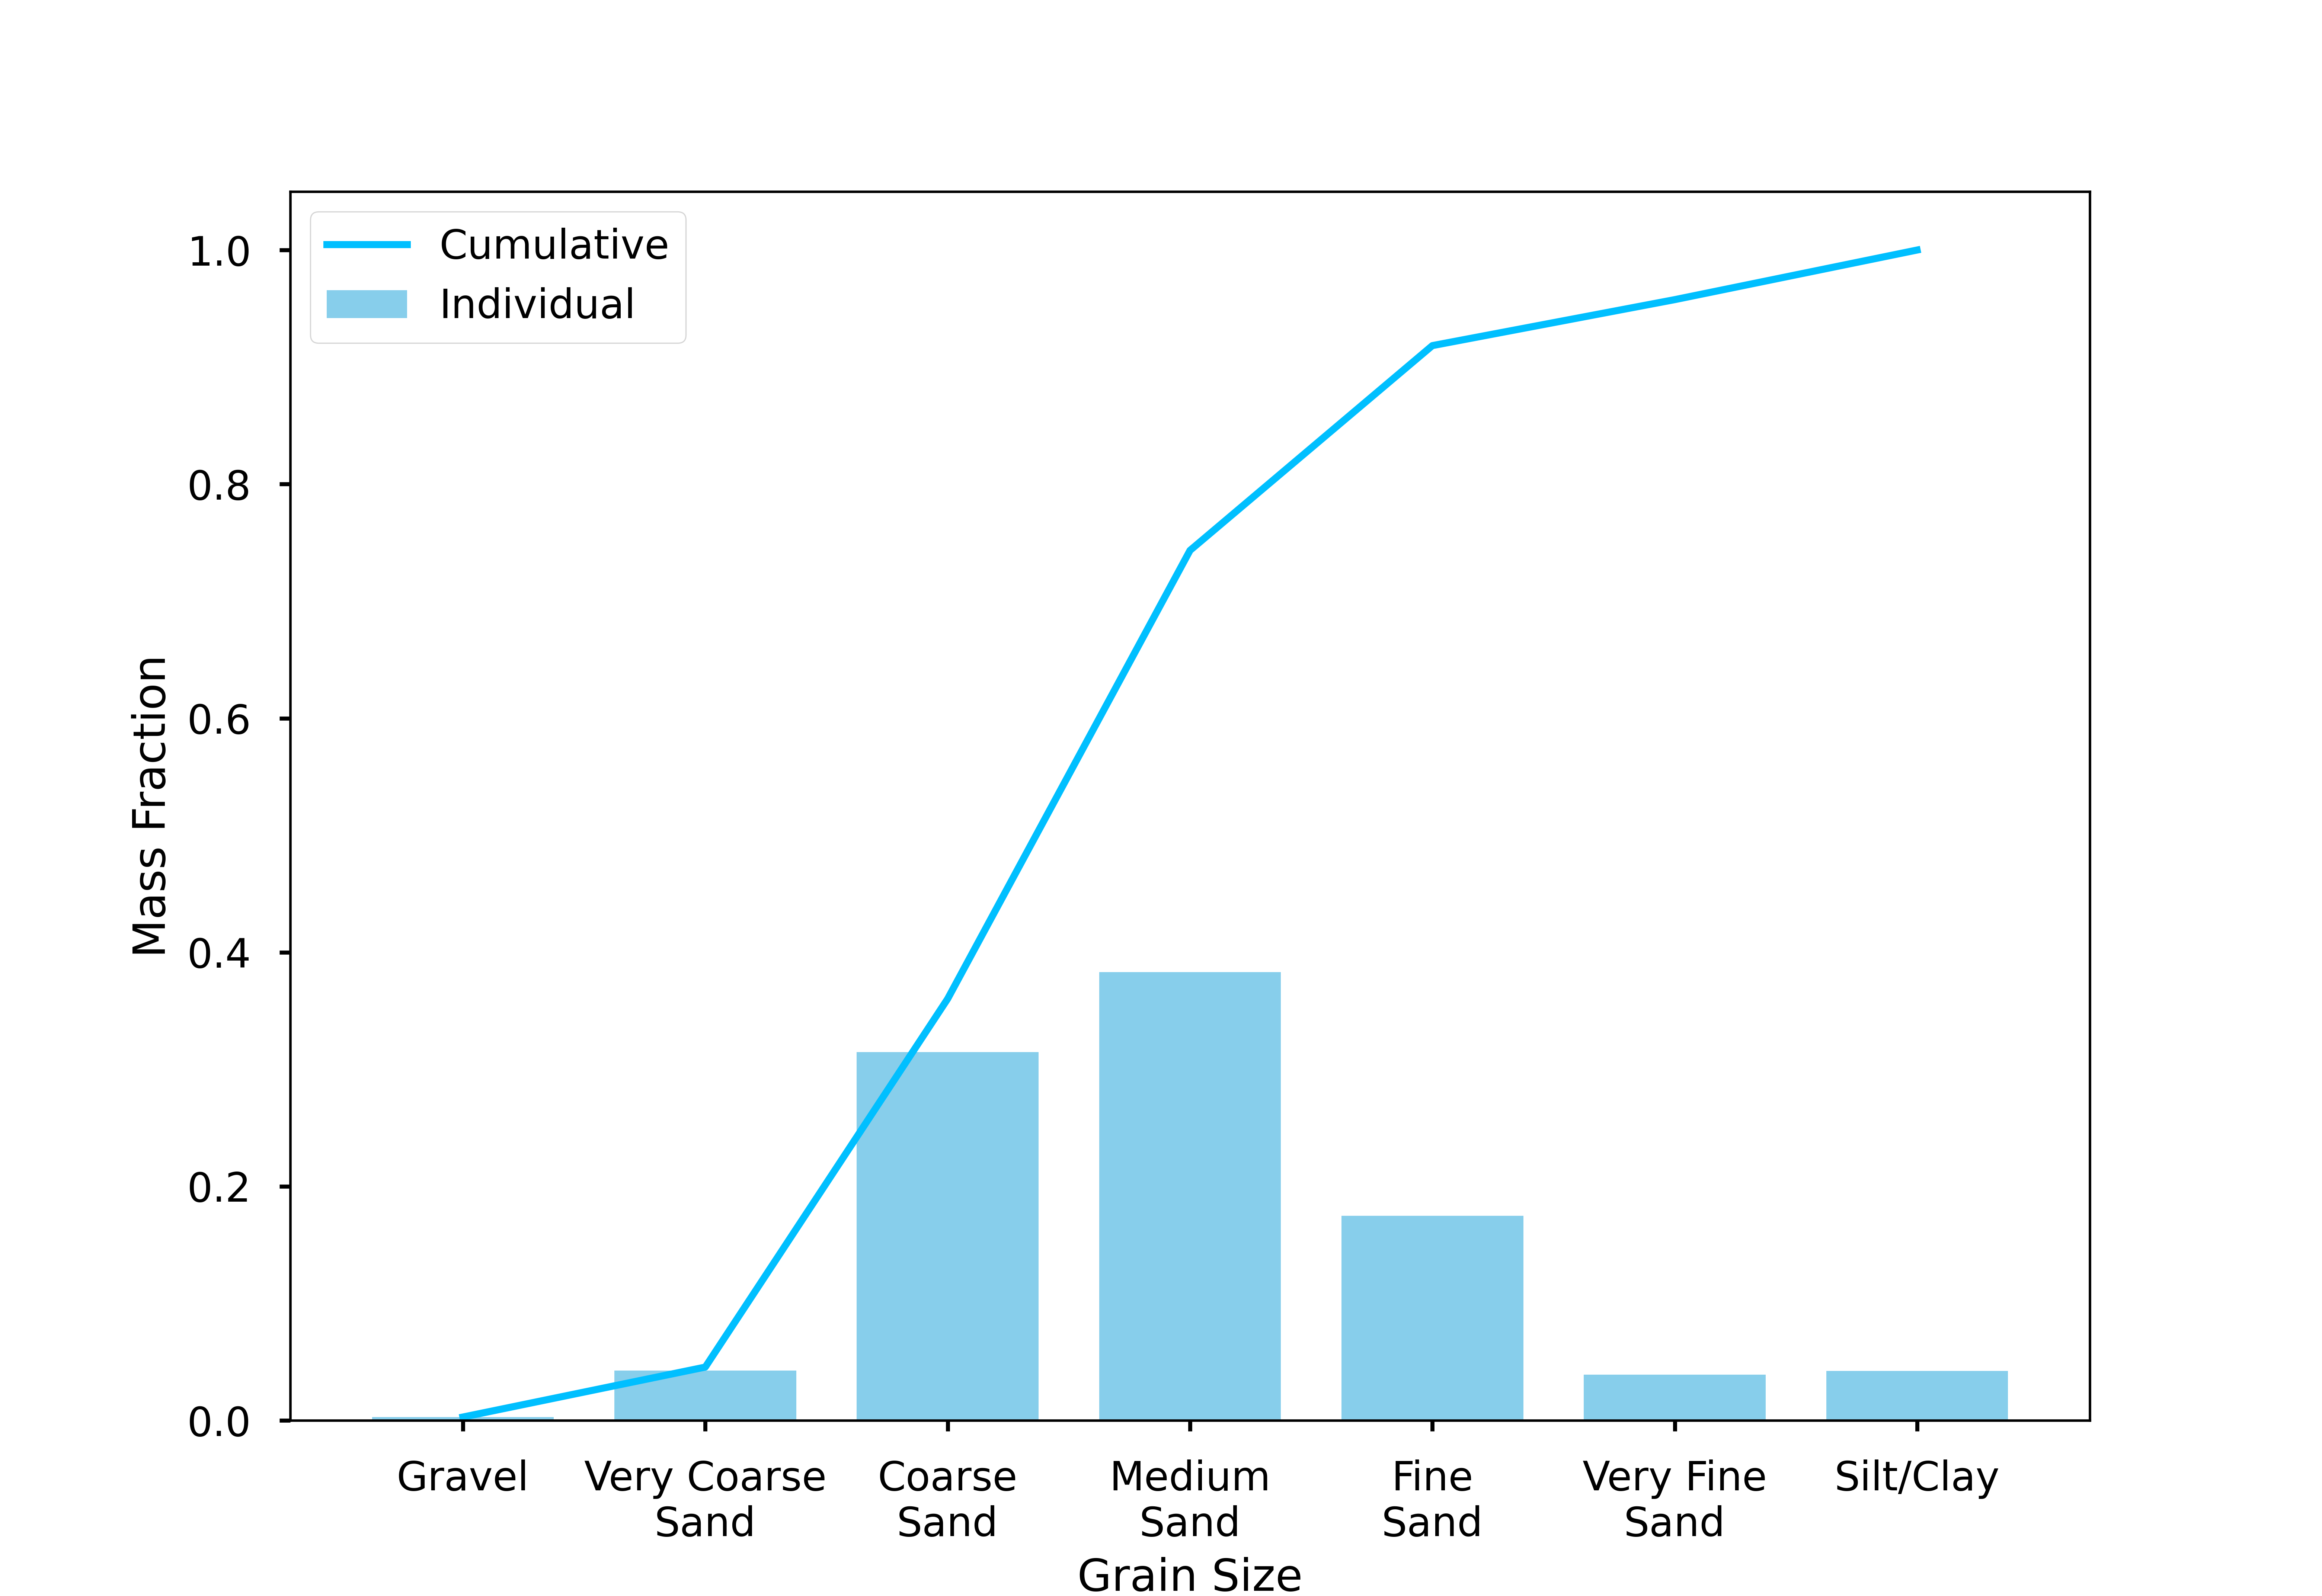 Cumulative
Individual
1.0
0.8
0.6
0.4
0.2
0.0
Mass Fraction
Gravel
Very Coarse
Sand
Coarse
Sand
Medium
Sand
Fine
Sand
Very Fine
Sand
Silt/Clay
Grain Size